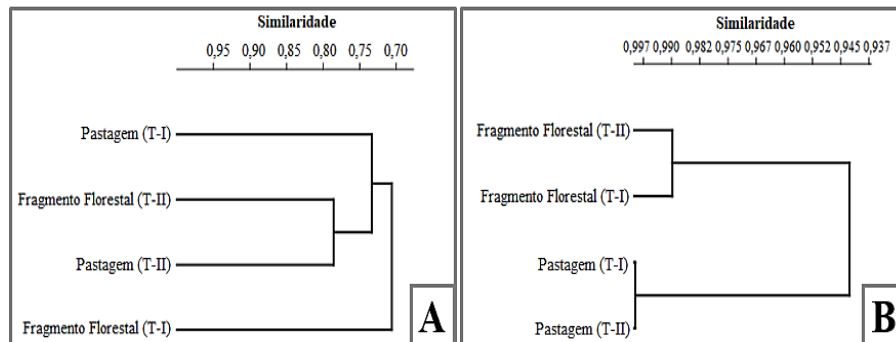 Similaridade
0,95 0,90 0,85 0,80 0,75 0,70
Pastagem (T-I)
Fragmento Florestal (T-II)
Pastagem (T-II)
Fragmento Florestal (T-I)
A
Similaridade
0,997 0,990 0,982 0,975 0,967 0,960 0,952 0,945 0,937
Fragmento Florestal (T-II)
Fragmento Florestal (T-I)
Pastagem (T-I)
Pastagem (T-II)
B